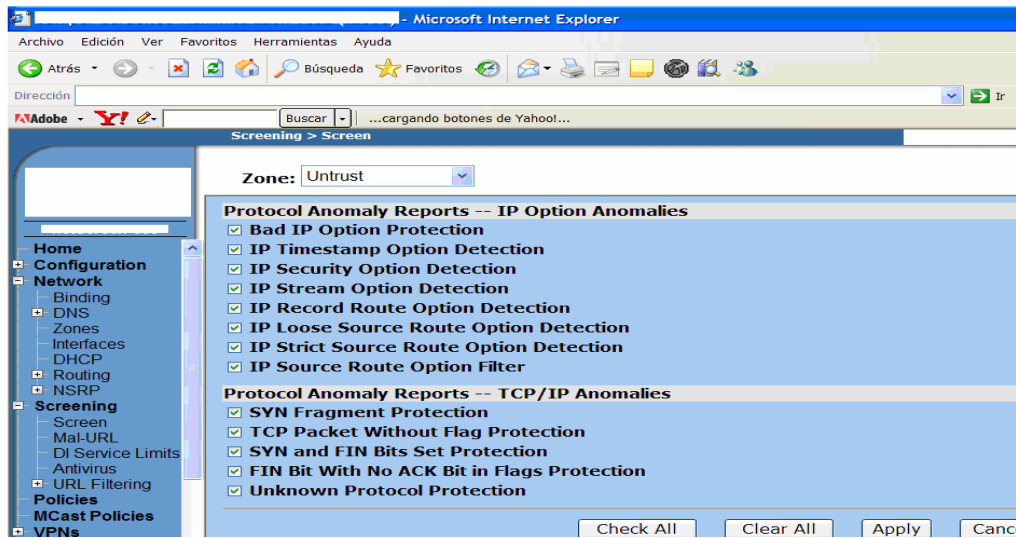 - Microsoft Internet Explorer
Archivo Edición Ver Favoritos Herramientas Ayuda
Atrás Búsqueda Favoritos
Dirección Ir
Adobe Y! Buscar ...cargando botones de Yahoo!...
Screening > Screen
Zone: Untrust
Protocol Anomaly Reports -- IP Option Anomalies
Bad IP Option Protection
IP Timestamp Option Detection
IP Security Option Detection
IP Stream Option Detection
IP Record Route Option Detection
IP Loose Source Route Option Detection
IP Strict Source Route Option Detection
IP Source Route Option Filter
Protocol Anomaly Reports -- TCP/IP Anomalies
SYN Fragment Protection
TCP Packet Without Flag Protection
SYN and FIN Bits Set Protection
FIN Bit With No ACK Bit in Flags Protection
Unknown Protocol Protection
Check All Clear All Apply Canc
Home
Configuration
Network
Binding
DNS
Zones
Interfaces
DHCP
Routing
NSRP
Screening
Screen
Mal-URL
DI Service Limits
Antivirus
URL Filtering
Policies
MCast Policies
VPNs